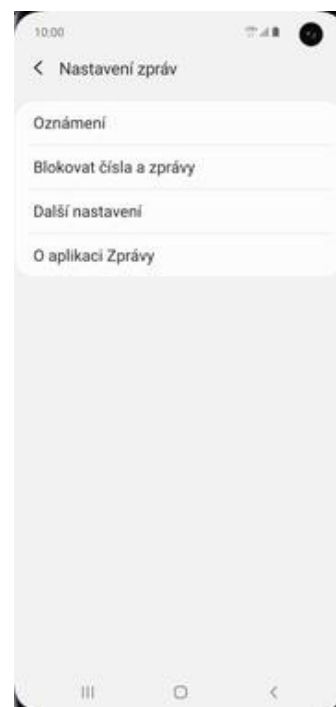 10:00
Nastavení zpráv
Oznámení
Blokovat čísla a zprávy
Další nastavení
O aplikaci Zprávy